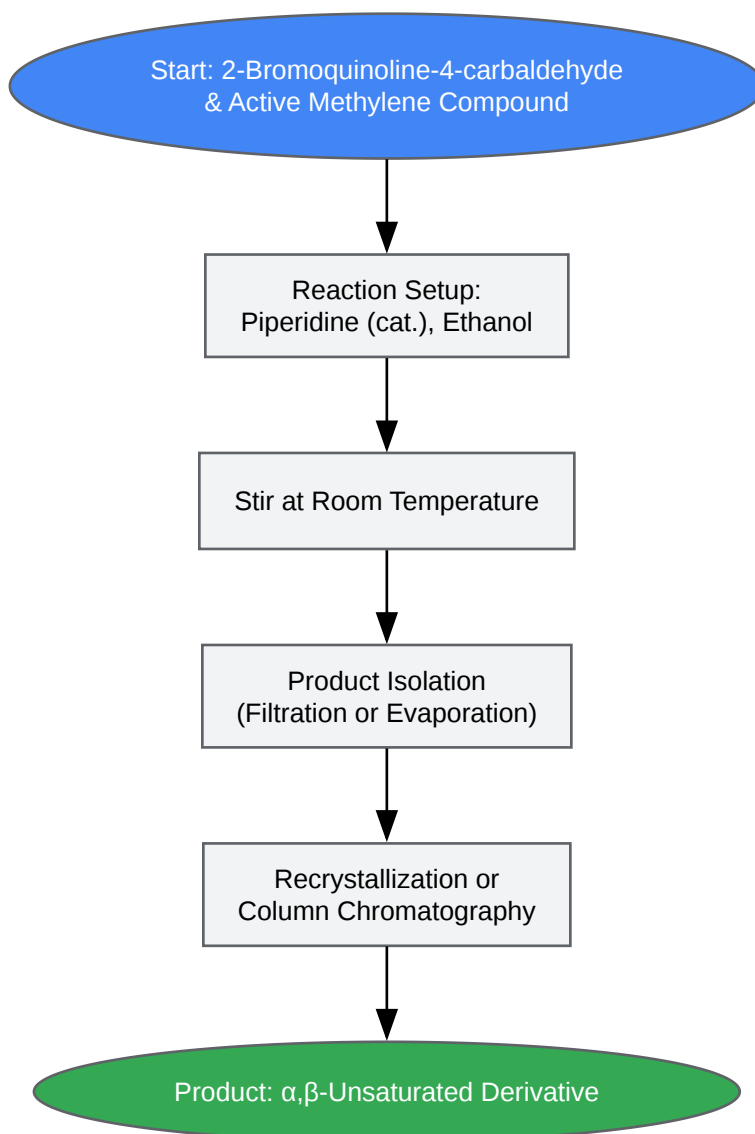 Start: 2-Bromoquinoline-4-carbaldehyde
& Active Methylene Compound
Reaction Setup:
Piperidine (cat.), Ethanol
Stir at Room Temperature
Product Isolation
(Filtration or Evaporation)
Recrystallization or
Column Chromatography
Product: α,β-Unsaturated Derivative